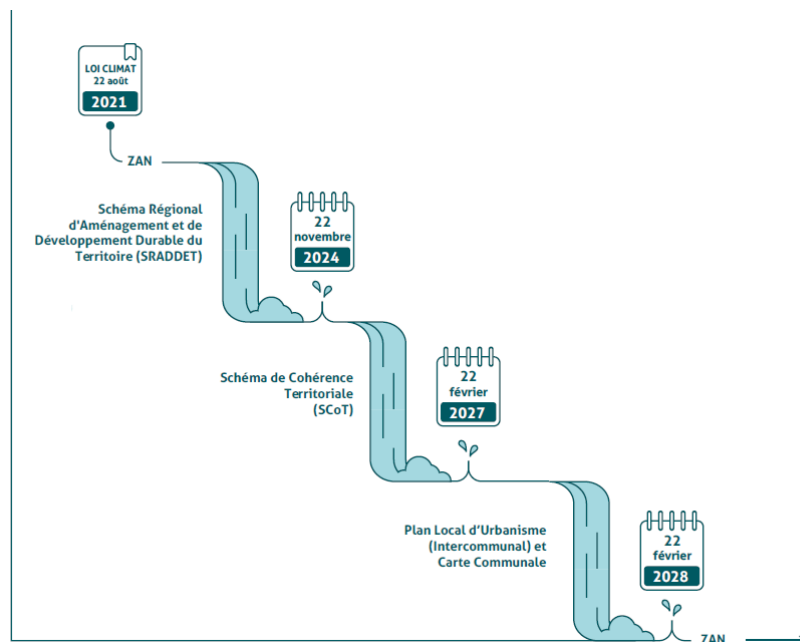 LOI CLIMAT
22 août
2021
ZAN
Schéma Régional
d'Aménagement et de
Développement Durable du
Territoire (SRADDET)
22
novembre
2024
Schéma de Cohérence
Territoriale
(SCoT)
22
février
2027
Plan Local d'Urbanisme
(Intercommunal) et
Carte Communale
22
février
2028
ZAN